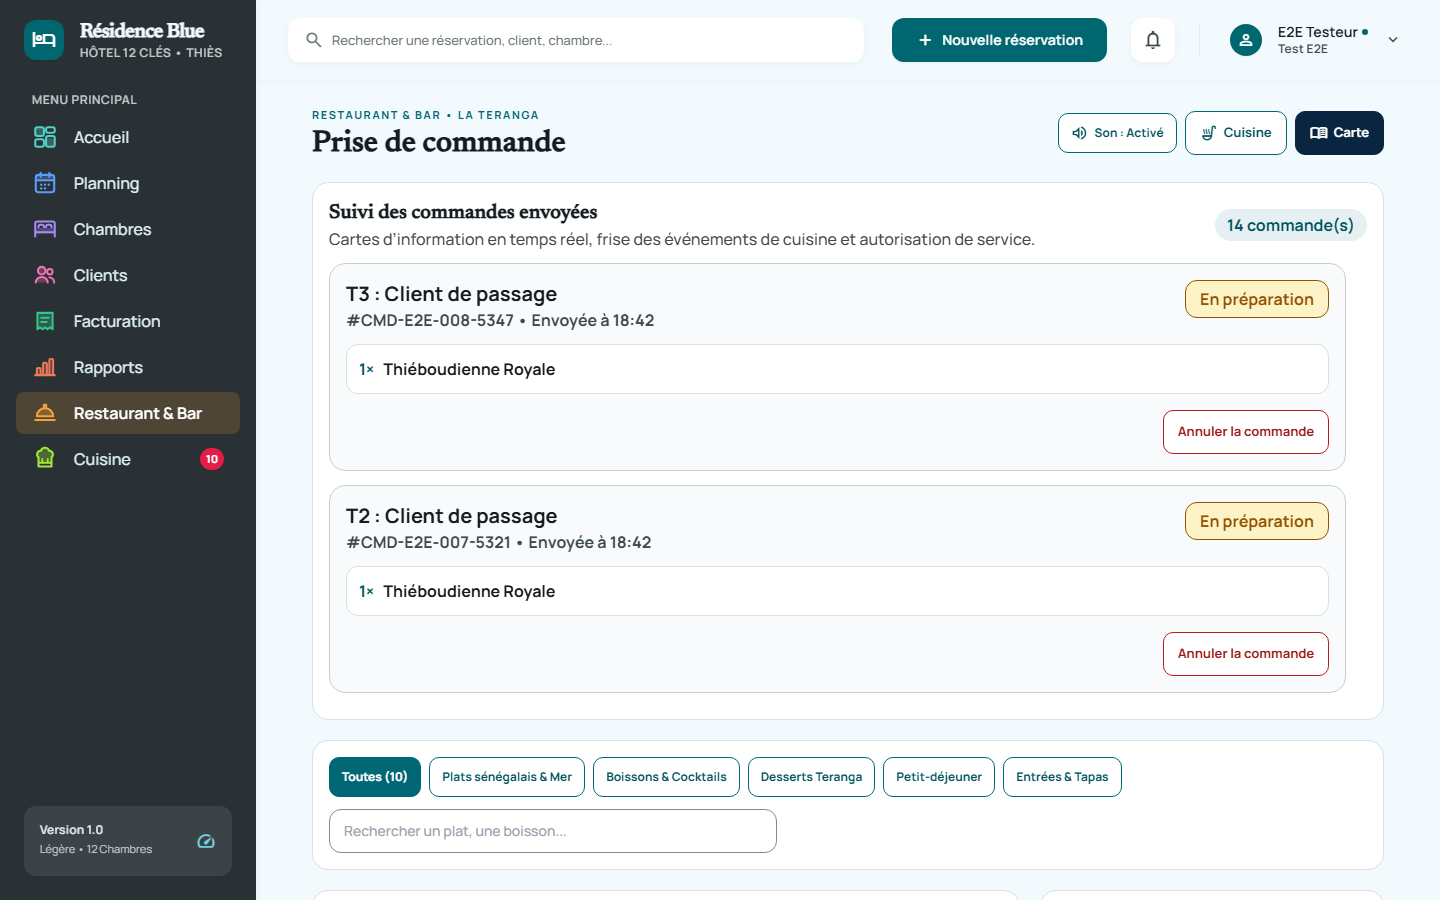 Résidence Blue
HÔTEL 12 CLÉS • THIÈS
MENU PRINCIPAL
Accueil
Planning
Chambres
Clients
Facturation
Rapports
Restaurant & Bar
Cuisine
10
Version 1.0
Légère • 12 Chambres
Rechercher une réservation, client, chambre...
Nouvelle réservation
E2E Testeur
Test E2E
RESTAURANT & BAR • LA TERANGA
Prise de commande
Son : Activé
Cuisine
Carte
Suivi des commandes envoyées
Cartes d'information en temps réel, frise des événements de cuisine et autorisation de service.
14 commande(s)
T3 : Client de passage
#CMD-E2E-008-5347 • Envoyée à 18:42
En préparation
1× Thiéboudienne Royale
Annuler la commande
T2 : Client de passage
#CMD-E2E-007-5321 • Envoyée à 18:42
En préparation
1× Thiéboudienne Royale
Annuler la commande
Toutes (10)
Plats sénégalais & Mer
Boissons & Cocktails
Desserts Teranga
Petit-déjeuner
Entrées & Tapas
Rechercher un plat, une boisson...